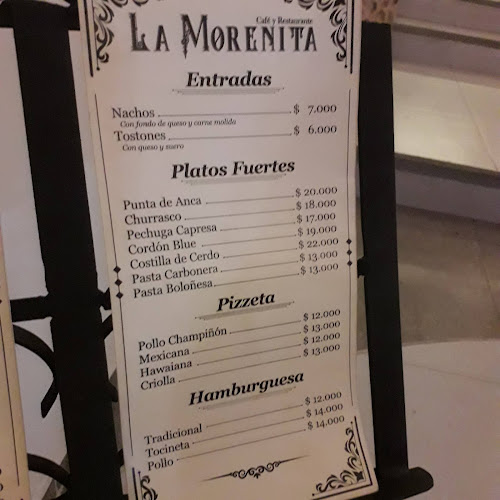 Café y Restaurante
LA MORENITA
Entradas
Nachos $ 7.000
Con fondo de queso y carne molida
Tostones $ 6.000
Con queso y suero
Platos Fuertes
Punta de Anca $ 20.000
Churrasco $ 18.000
Pechuga Capresa $ 17.000
Cordón Blue $ 19.000
Costilla de Cerdo $ 22.000
Pasta Carbonera $ 13.000
Pasta Boloñesa $ 13.000
Pizzeta
Pollo Champiñón $ 12.000
Mexicana $ 13.000
Hawaiana $ 12.000
Criolla $ 13.000
Hamburguesa
Tradicional $ 12.000
Tocineta $ 14.000
Pollo $ 14.000